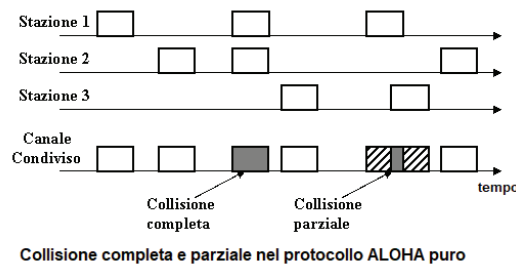 Stazione 1
Stazione 2
Stazione 3
Canale
Condiviso
tempo
Collisione
completa
Collisione
parziale
Collisione completa e parziale nel protocollo ALOHA puro